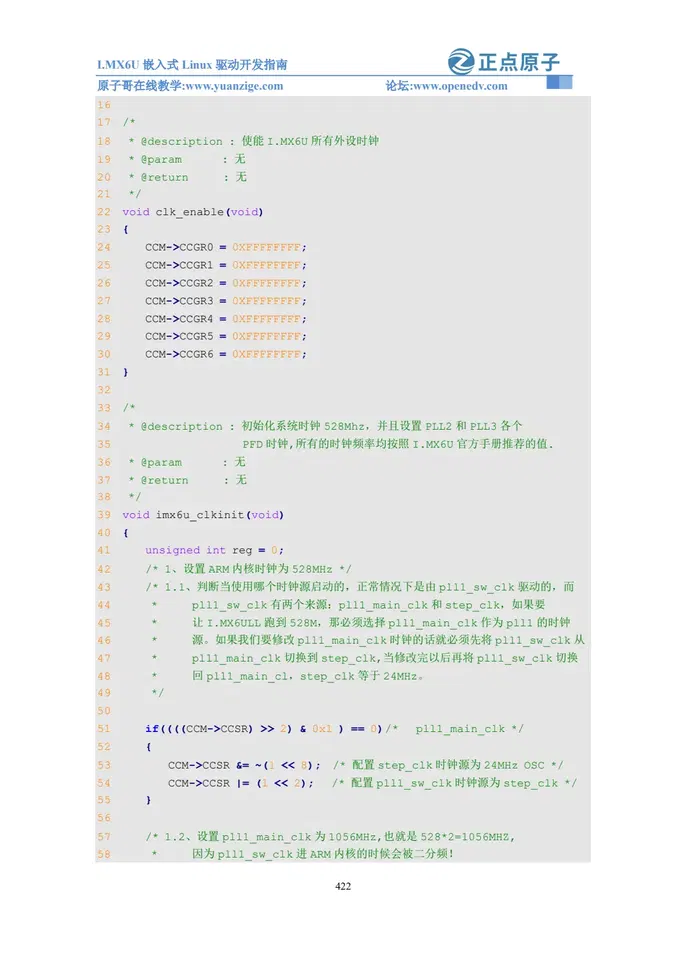 I.MX6U 嵌入式 Linux 驱动开发指南
正点原子
原子哥在线教学:www.yuanzige.com 论坛:www.openedv.com
16
17 /*
18 * @description : 使能 I.MX6U 所有外设时钟
19 * @param : 无
20 * @return : 无
21 */
22 void clk_enable(void)
23 {
24 CCM->CCGR0 = 0XFFFFFFFF;
25 CCM->CCGR1 = 0XFFFFFFFF;
26 CCM->CCGR2 = 0XFFFFFFFF;
27 CCM->CCGR3 = 0XFFFFFFFF;
28 CCM->CCGR4 = 0XFFFFFFFF;
29 CCM->CCGR5 = 0XFFFFFFFF;
30 CCM->CCGR6 = 0XFFFFFFFF;
31 }
32
33 /*
34 * @description : 初始化系统时钟 528Mhz，并且设置 PLL2 和 PLL3 各个
35 PFD 时钟,所有的时钟频率均按照 I.MX6U 官方手册推荐的值.
36 * @param : 无
37 * @return : 无
38 */
39 void imx6u_clkinit(void)
40 {
41 unsigned int reg = 0;
42 /* 1、设置 ARM 内核时钟为 528MHz */
43 /* 1.1、判断当使用哪个时钟源启动的，正常情况下是由 pll1_sw_clk 驱动的，而
44 * pll1_sw_clk 有两个来源：pll1_main_clk 和 step_clk，如果要
45 * 让 I.MX6ULL 跑到 528M，那必须选择 pll1_main_clk 作为 pll1 的时钟
46 * 源。如果我们要修改 pll1_main_clk 时钟的话就必须先将 pll1_sw_clk 从
47 * pll1_main_clk 切换到 step_clk,当修改完以后再将 pll1_sw_clk 切换
48 * 回 pll1_main_cl，step_clk 等于 24MHz。
49 */
50
51 if((((CCM->CCSR) >> 2) & 0x1 ) == 0)/* pll1_main_clk */
52 {
53 CCM->CCSR &= ~(1 << 8); /* 配置 step_clk 时钟源为 24MHz OSC */
54 CCM->CCSR |= (1 << 2); /* 配置 pll1_sw_clk 时钟源为 step_clk */
55 }
56
57 /* 1.2、设置 pll1_main_clk 为 1056MHz,也就是 528*2=1056MHZ,
58 * 因为 pll1_sw_clk 进 ARM 内核的时候会被二分频！
422